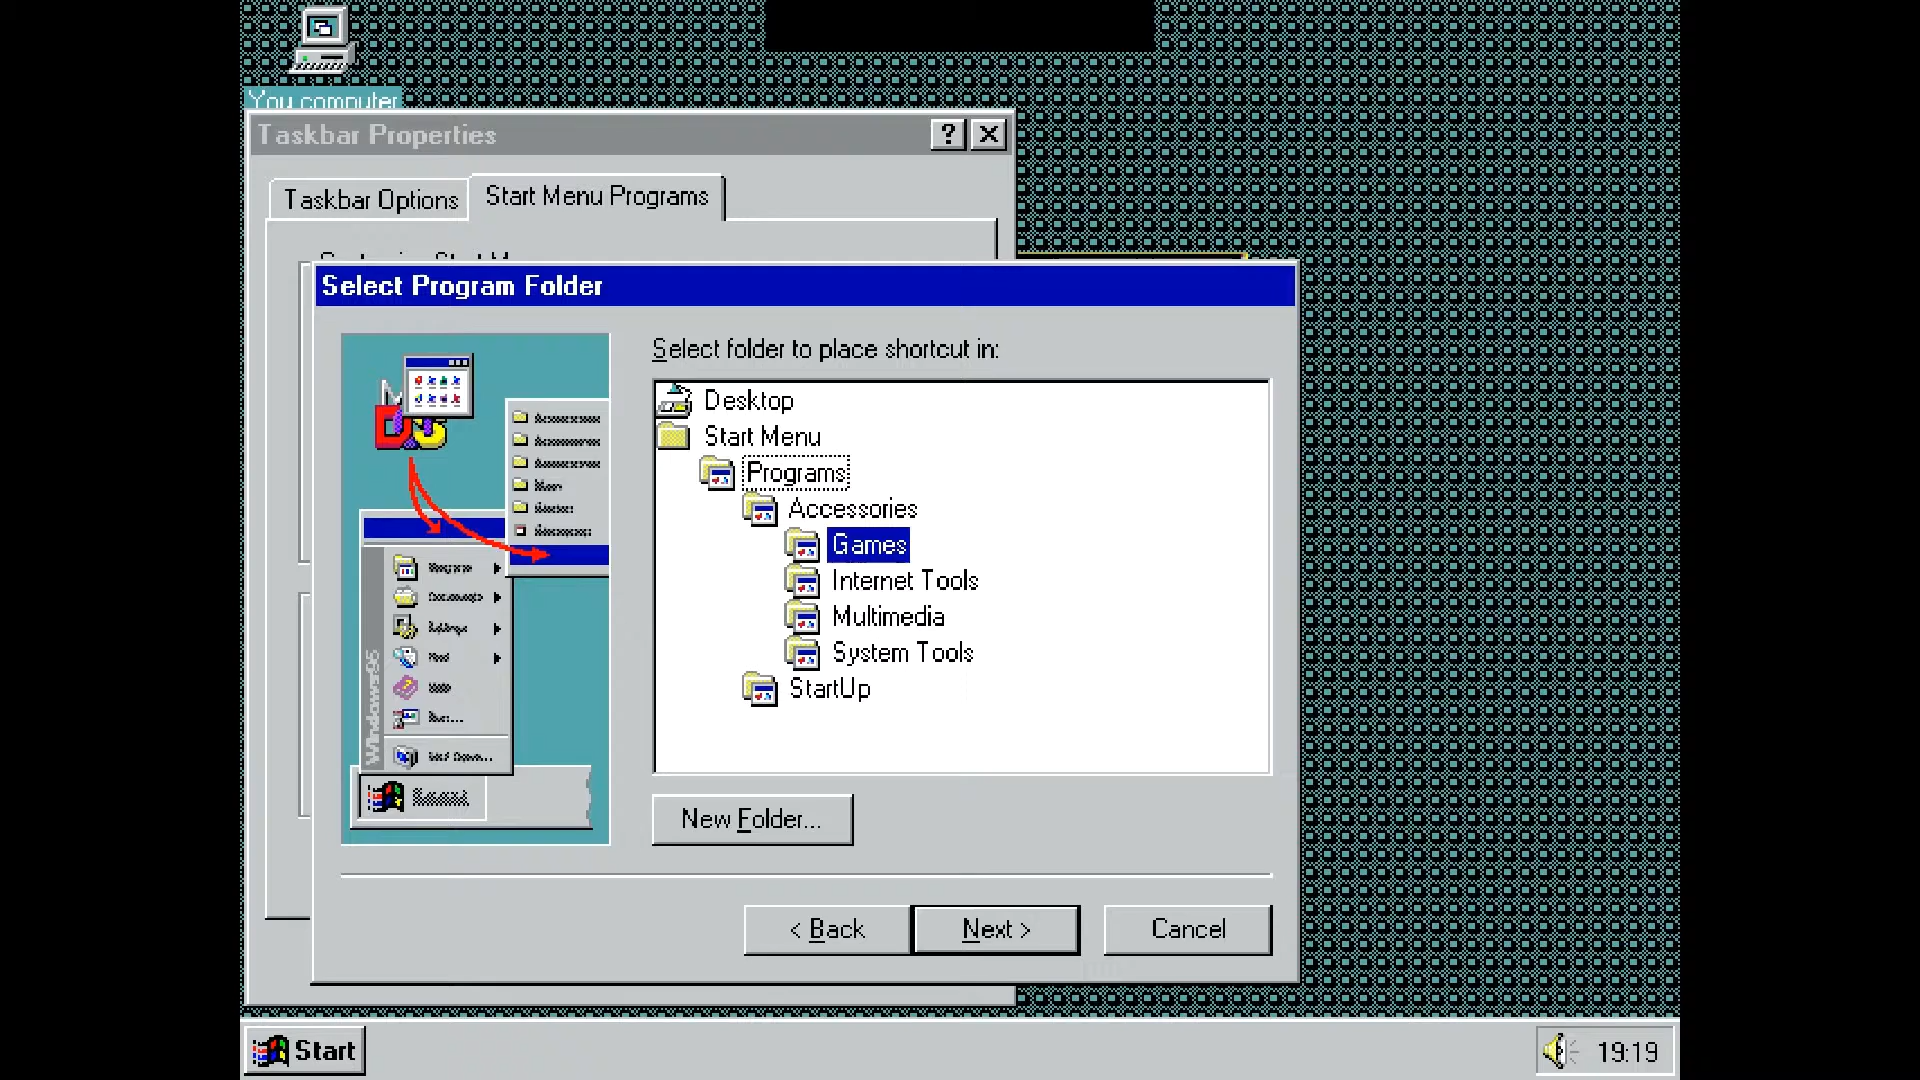 You computer
Taskbar Properties
Taskbar Options
Start Menu Programs
Select Program Folder
Select folder to place shortcut in:
Desktop
Start Menu
Programs
Accessories
Games
Internet Tools
Multimedia
System Tools
StartUp
Windows95
New Folder...
< Back
Next >
Cancel
Start
19:19